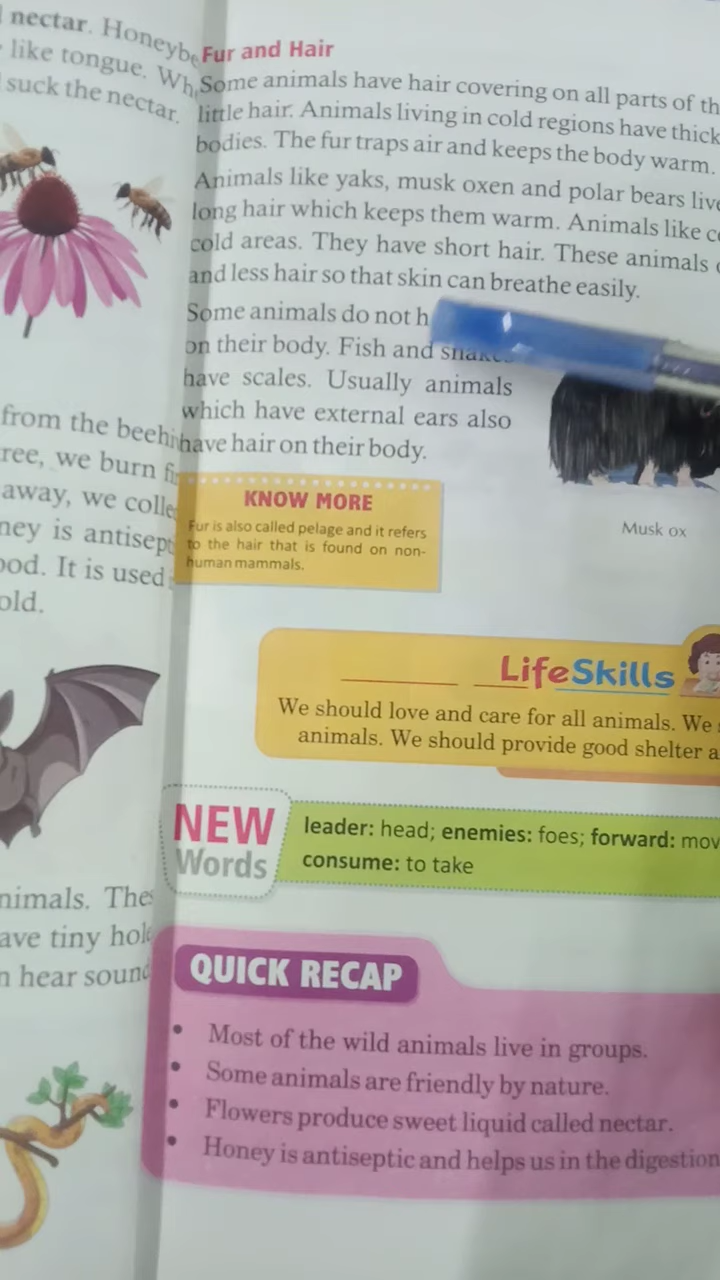 nectar. Honeybe
like tongue. Wh
suck the nectar.
from the beehi
ree, we burn fi
away, we colle
ney is antisept
ood. It is used
old.
nimals. Thes
ave tiny hole
n hear sound
Fur and Hair
Some animals have hair covering on all parts of th
little hair. Animals living in cold regions have thick
bodies. The fur traps air and keeps the body warm.
Animals like yaks, musk oxen and polar bears live
long hair which keeps them warm. Animals like c
cold areas. They have short hair. These animals
and less hair so that skin can breathe easily.
Some animals do not h
on their body. Fish and snakes
have scales. Usually animals
which have external ears also
have hair on their body.
Musk ox
KNOW MORE
Fur is also called pelage and it refers
to the hair that is found on non-
human mammals.
LifeSkills
We should love and care for all animals. We
animals. We should provide good shelter a
NEW
Words
leader: head; enemies: foes; forward: mov
consume: to take
QUICK RECAP
• Most of the wild animals live in groups.
• Some animals are friendly by nature.
• Flowers produce sweet liquid called nectar.
• Honey is antiseptic and helps us in the digestion